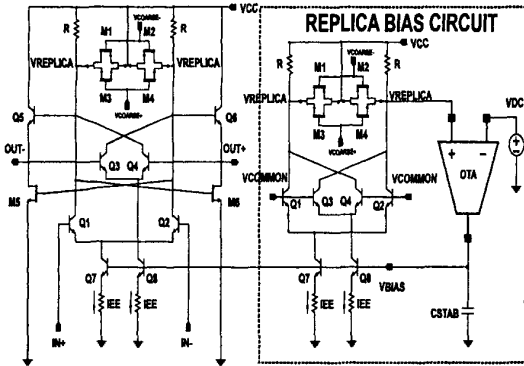 REPLICA BIAS CIRCUIT
VCC
VCC
R
M1
VCOARSE-
M2
R
VREPLICA
VREPLICA
M3
VCOARSE+
M4
Q5
Q6
OUT-
OUT+
Q3
Q4
M5
M6
Q1
Q2
Q7
Q8
IEE
IEE
IN+
IN-
R
M1
VCOARSE-
M2
R
VREPLICA
VREPLICA
M3
VCOARSE+
M4
VDC
+
-
OTA
VCOMMON
VCOMMON
Q1
Q3
Q4
Q2
Q7
Q8
VBIAS
IEE
IEE
CSTAB